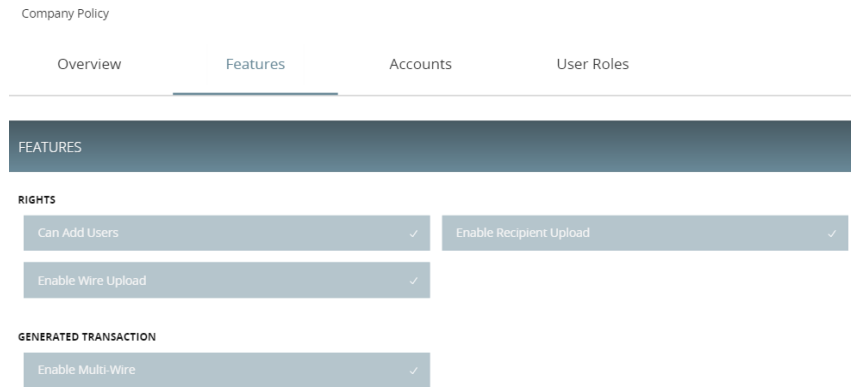 Company Policy
Overview Features Accounts User Roles
FEATURES
RIGHTS
Can Add Users Enable Recipient Upload
Enable Wire Upload
GENERATED TRANSACTION
Enable Multi-Wire